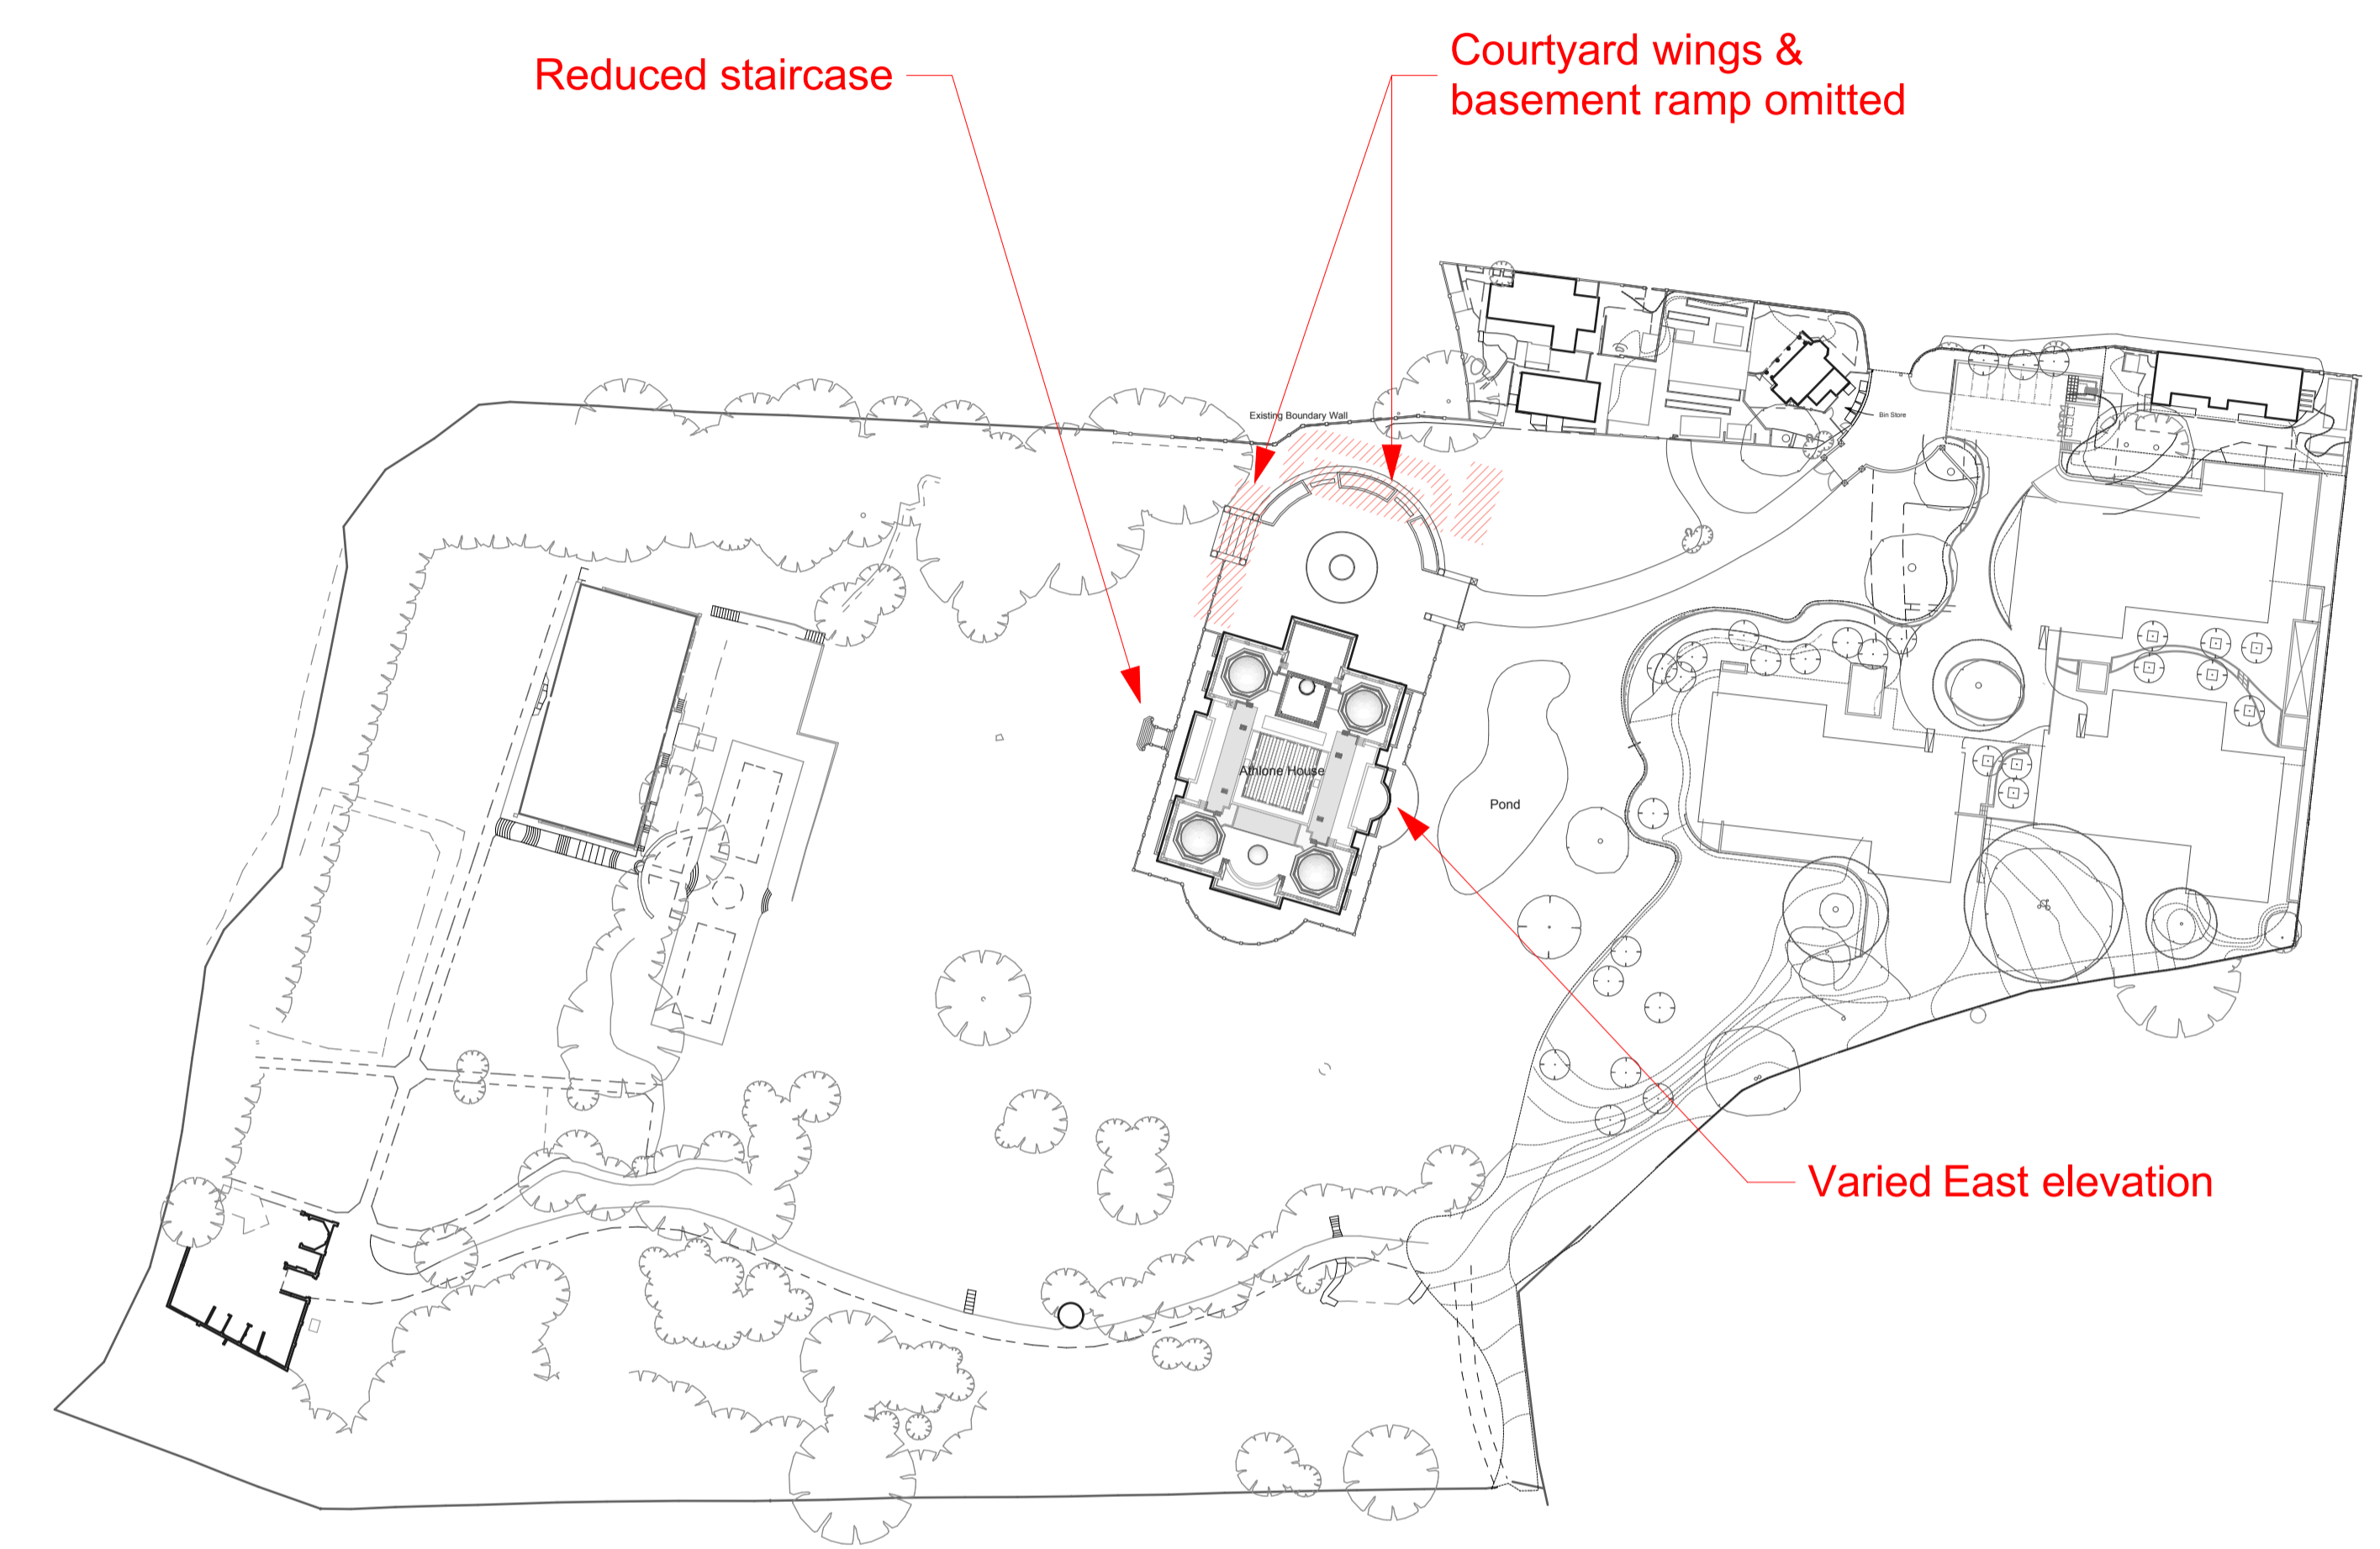 Reduced staircase
Courtyard wings &
basement ramp omitted
Existing Boundary Wall
Bin Store
Athlone House
Pond
Varied East elevation